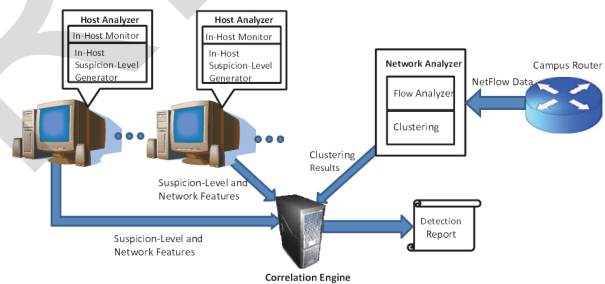 Host Analyzer
In-Host Monitor
In-Host
Suspicion-Level
Generator
Host Analyzer
In-Host Monitor
In-Host
Suspicion-Level
Generator
Network Analyzer
Flow Analyzer
Clustering
Campus Router
NetFlow Data
Clustering
Results
Suspicion-Level and
Network Features
Suspicion-Level and
Network Features
Detection
Report
Correlation Engine